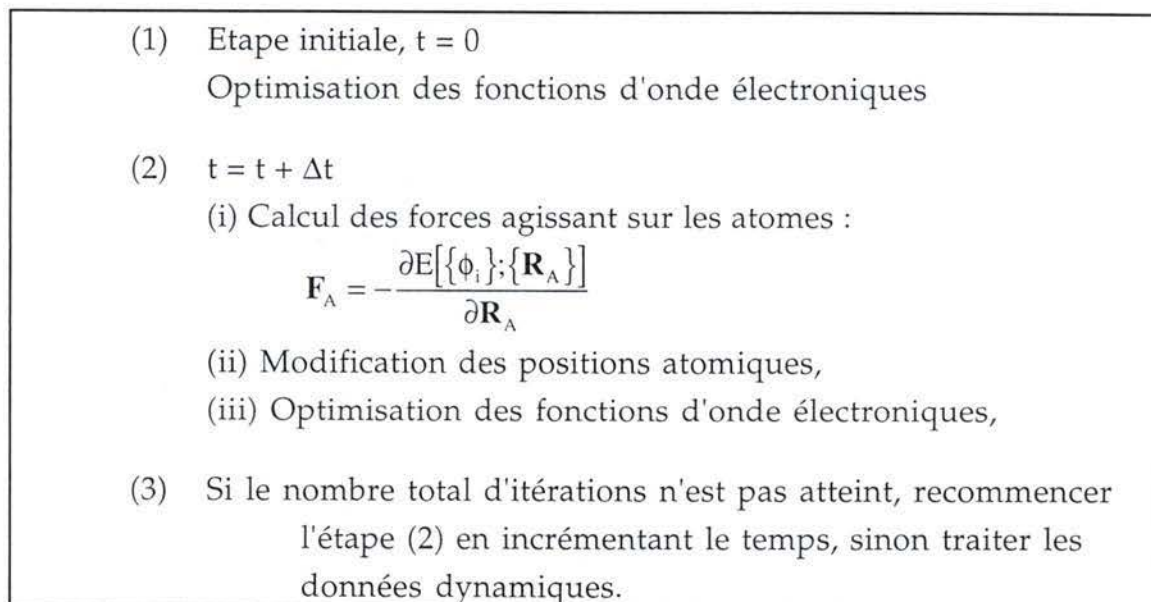 (1) Etape initiale, t = 0
Optimisation des fonctions d'onde électroniques
(2) t = t + Δt
(i) Calcul des forces agissant sur les atomes :
F_A = - ∂E[{ϕ_i};{R_A}] / ∂R_A
(ii) Modification des positions atomiques,
(iii) Optimisation des fonctions d'onde électroniques,
(3) Si le nombre total d'itérations n'est pas atteint, recommencer
l'étape (2) en incrémentant le temps, sinon traiter les
données dynamiques.